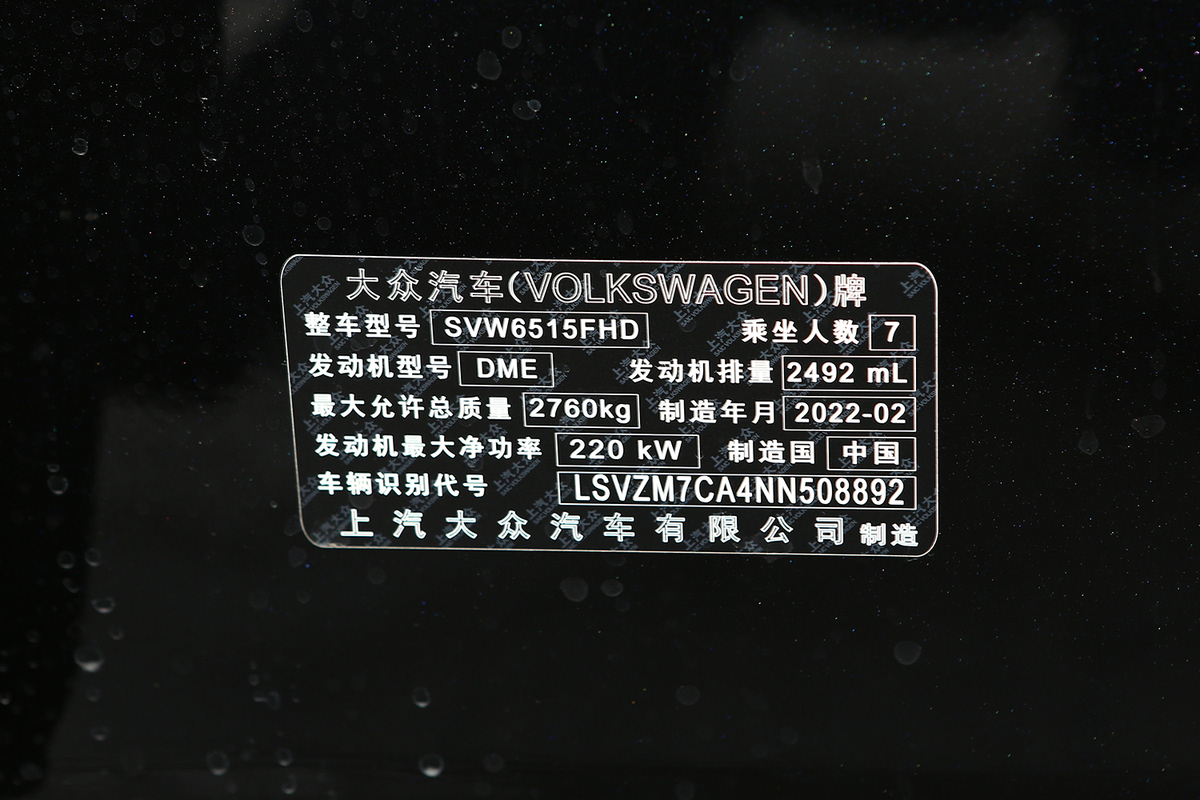 大众汽车(VOLKSWAGEN)牌
整车型号 SVW6515FHD 乘坐人数 7
发动机型号 DME 发动机排量 2492 mL
最大允许总质量 2760kg 制造年月 2022-02
发动机最大净功率 220 kW 制造国 中国
车辆识别代号 LSVZM7CA4NN508892
上汽大众汽车有限公司 制造